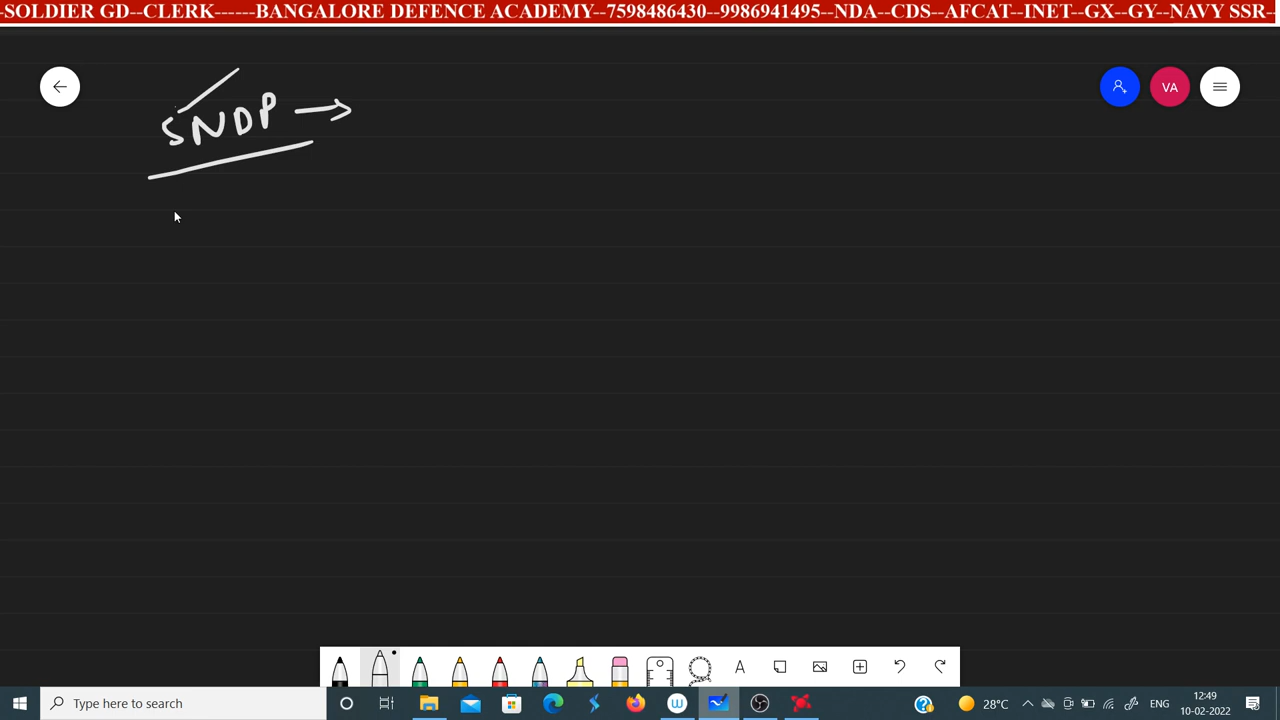 -SOLDIER GD--CLERK------BANGALORE DEFENCE ACADEMY--7598486430--9986941495--NDA--CDS--AFCAT--INET--GX--GY--NAVY SSR--
VA
SNDP →
A
Type here to search
28°C
ENG
12:49
10-02-2022